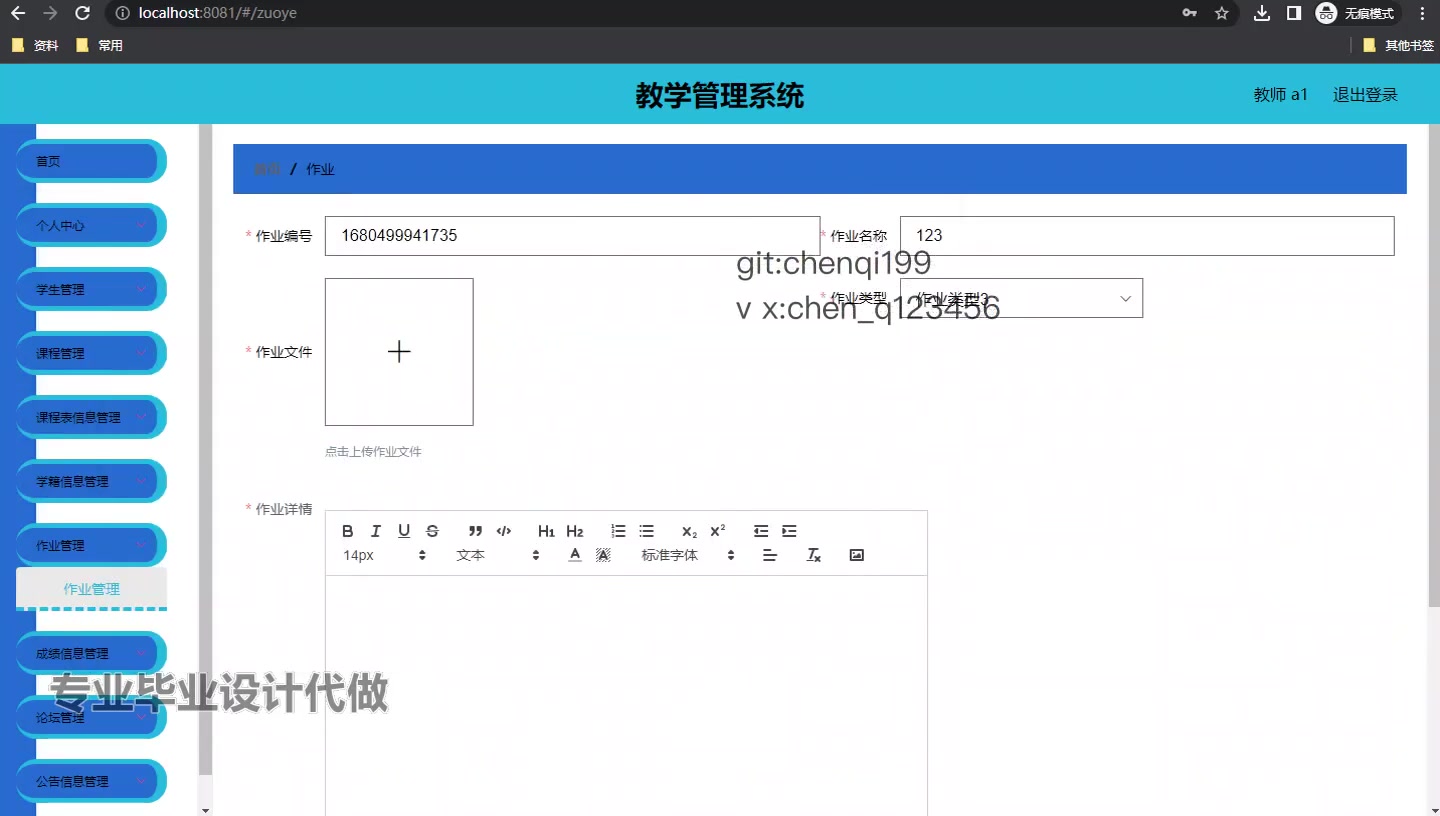 localhost:8081/#/zuoye
无痕模式
资料
常用
其他书签
教学管理系统
教师 a1
退出登录
首页
个人中心
学生管理
课程管理
课程表信息管理
学籍信息管理
作业管理
作业管理
成绩信息管理
论坛管理
公告信息管理
首页 / 作业
* 作业编号
1680499941735
* 作业名称
123
git:chenqi199
* 作业类型
作业类型3
v x:chen_q123456
* 作业文件
点击上传作业文件
* 作业详情
B I U S ” </> H1 H2 X2 X2
14px
文本
A A
标准字体
Tx
专业毕业设计代做